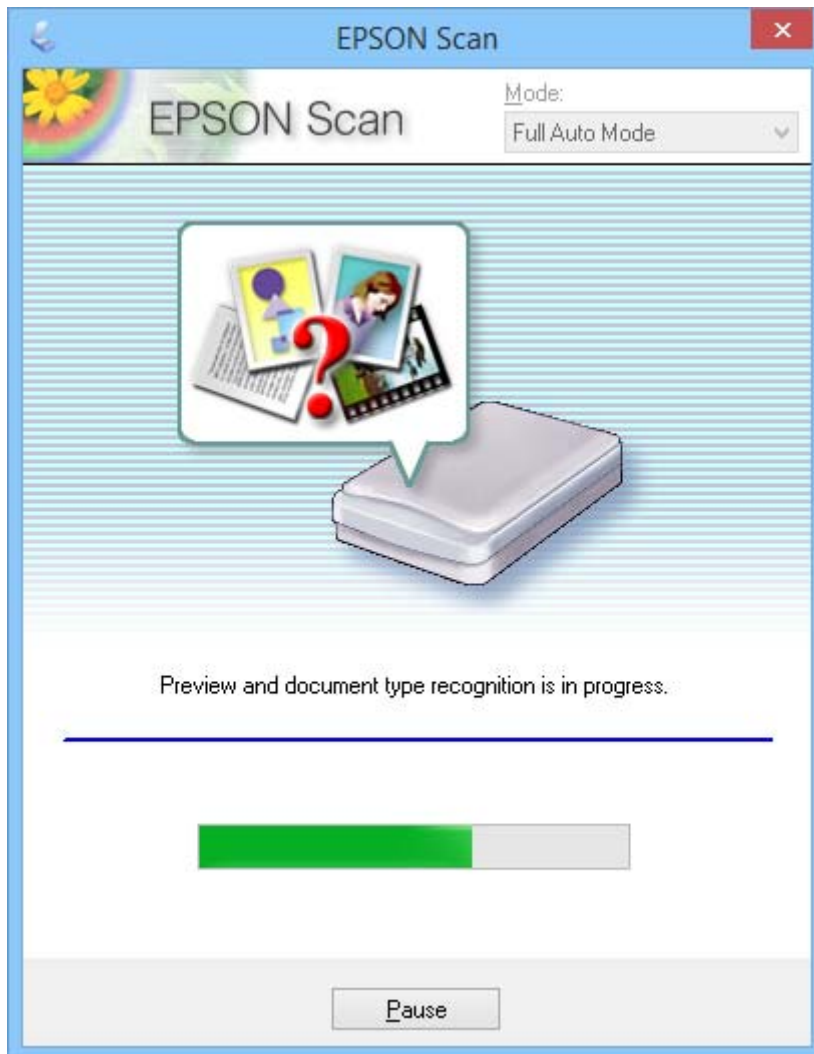 EPSON Scan
EPSON Scan
Mode:
Full Auto Mode
Preview and document type recognition is in progress.
Pause